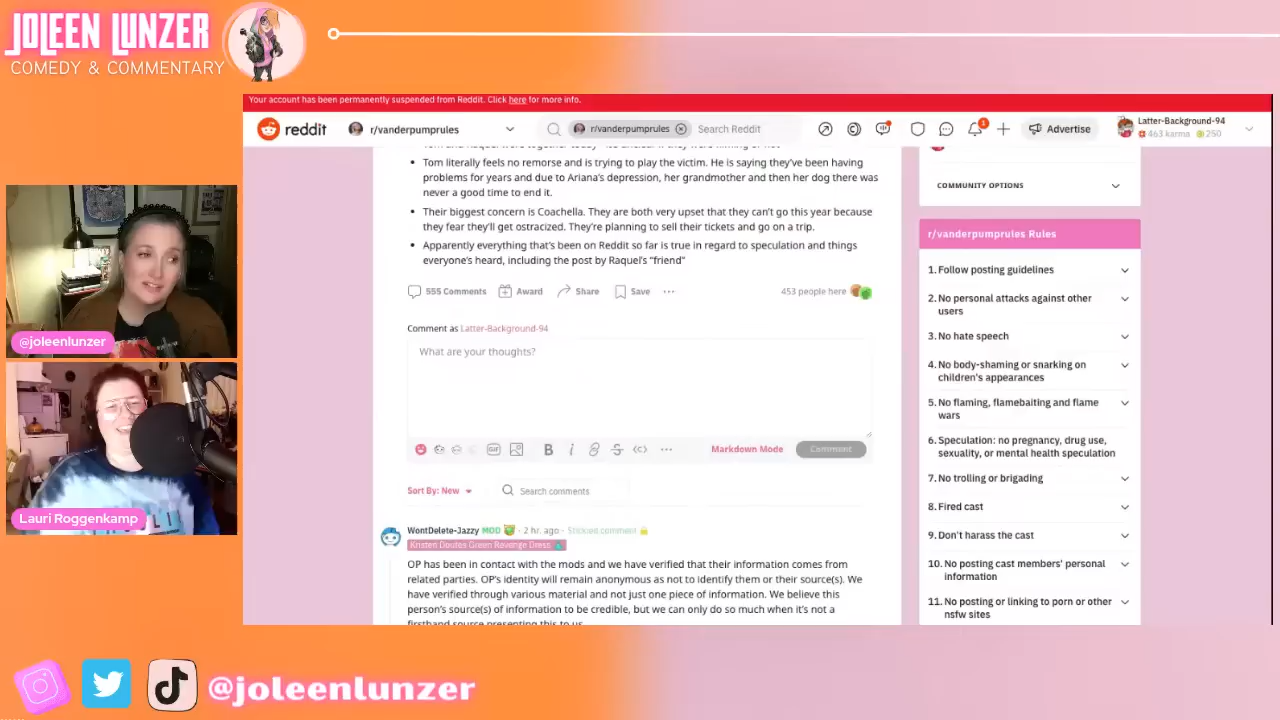 JOLEEN LUNZER
COMEDY & COMMENTARY
Your account has been permanently suspended from Reddit. Click here for more info.
reddit
r/vanderpumprules
r/vanderpumprules
Search Reddit
1
Advertise
Latter-Background-94
463 karma
250
Tom literally feels no remorse and is trying to play the victim. He is saying they've been having
problems for years and due to Ariana's depression, her grandmother and then her dog there was
never a good time to end it.
Their biggest concern is Coachella. They are both very upset that they can't go this year because
they fear they'll get ostracized. They're planning to sell their tickets and go on a trip.
Apparently everything that's been on Reddit so far is true in regard to speculation and things
everyone's heard, including the post by Raquel's "friend"
555 Comments
Award
Share
Save
453 people here
Comment as Latter-Background-94
What are your thoughts?
GIF
B
i
Markdown Mode
Comment
Sort By: New
Search comments
WontDelete-Jazzy MOD · 2 hr. ago · Stickied comment
Kristen Doutes Green Revenge Dress
OP has been in contact with the mods and we have verified that their information comes from
related parties. OP's identity will remain anonymous as not to identify them or their source(s). We
have verified through various material and not just one piece of information. We believe this
person's source(s) of information to be credible, but we can only do so much when it's not a
firsthand source presenting this to us.
COMMUNITY OPTIONS
r/vanderpumprules Rules
1. Follow posting guidelines
2. No personal attacks against other
users
3. No hate speech
4. No body-shaming or snarking on
children's appearances
5. No flaming, flamebaiting and flame
wars
6. Speculation: no pregnancy, drug use,
sexuality, or mental health speculation
7. No trolling or brigading
8. Fired cast
9. Don't harass the cast
10. No posting cast members' personal
information
11. No posting or linking to porn or other
nsfw sites
@joleenlunzer
Lauri Roggenkamp
@joleenlunzer